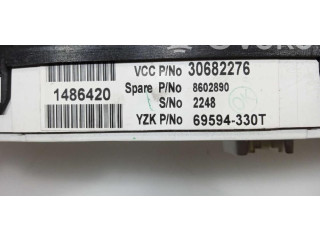 VCC P/No 30682276
1486420
Spare P/No 8602890
S/No 2248
YZK P/No 69594-330T